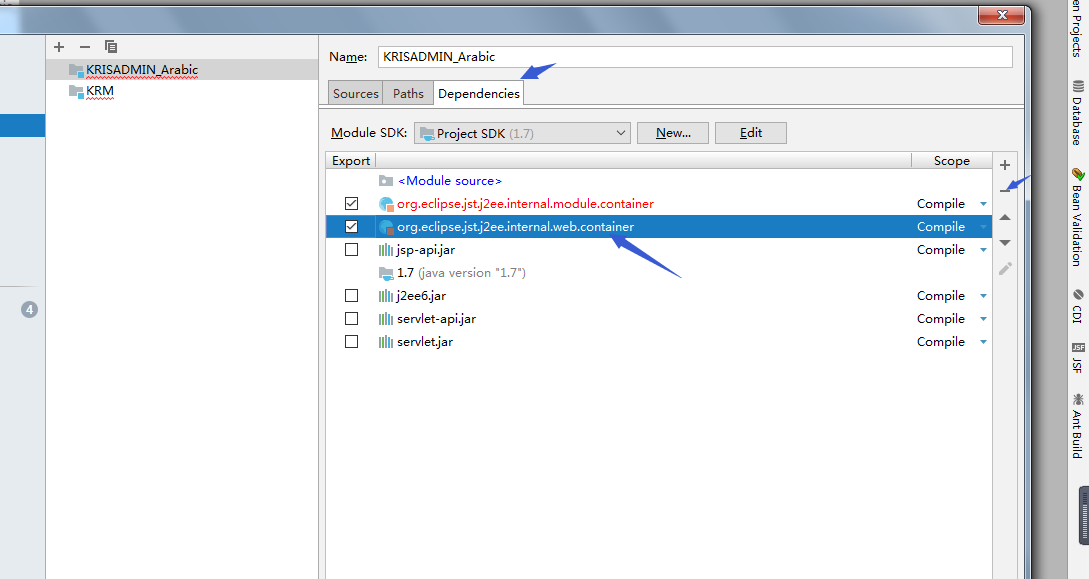 Name: KRISADMIN_Arabic
KRISADMIN_Arabic
KRM
Sources Paths Dependencies
Module SDK: Project SDK (1.7) New... Edit
Export Scope
<Module source>
org.eclipse.jst.j2ee.internal.module.container Compile
org.eclipse.jst.j2ee.internal.web.container Compile
jsp-api.jar Compile
1.7 (java version "1.7")
j2ee6.jar Compile
servlet-api.jar Compile
servlet.jar Compile
4
en Projects
Database
Bean Validation
CDI
JSF
JSF
Ant Build